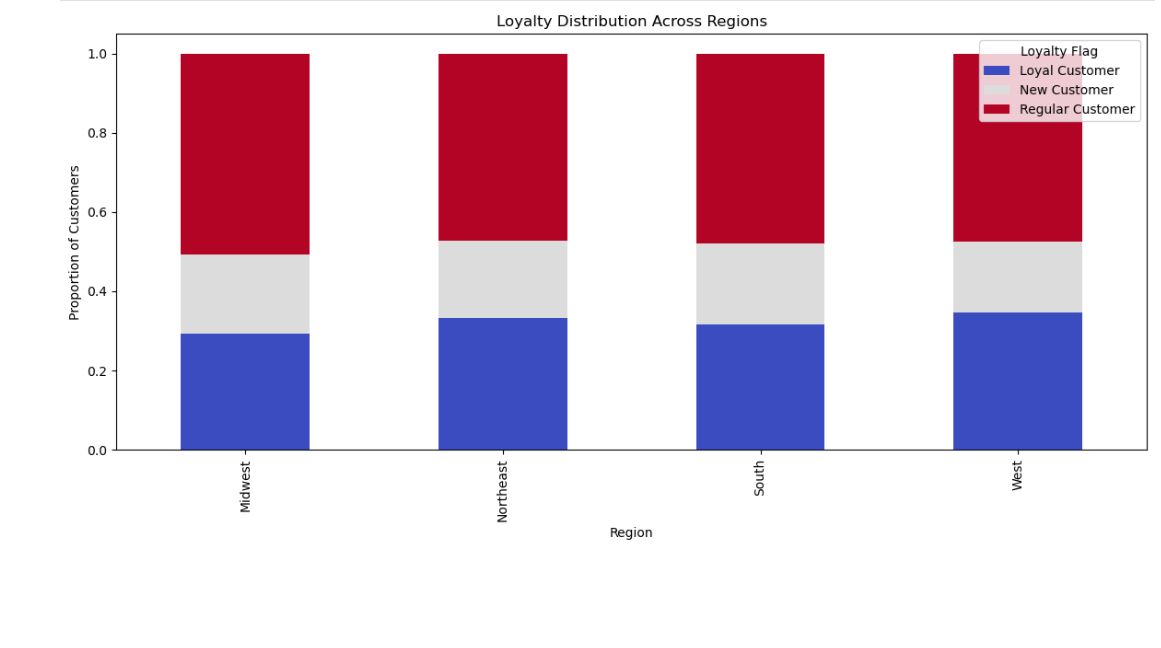 Loyalty Distribution Across Regions
Loyalty Flag
Loyal Customer
New Customer
Regular Customer
Proportion of Customers
1.0
0.8
0.6
0.4
0.2
0.0
Midwest
Northeast
South
West
Region